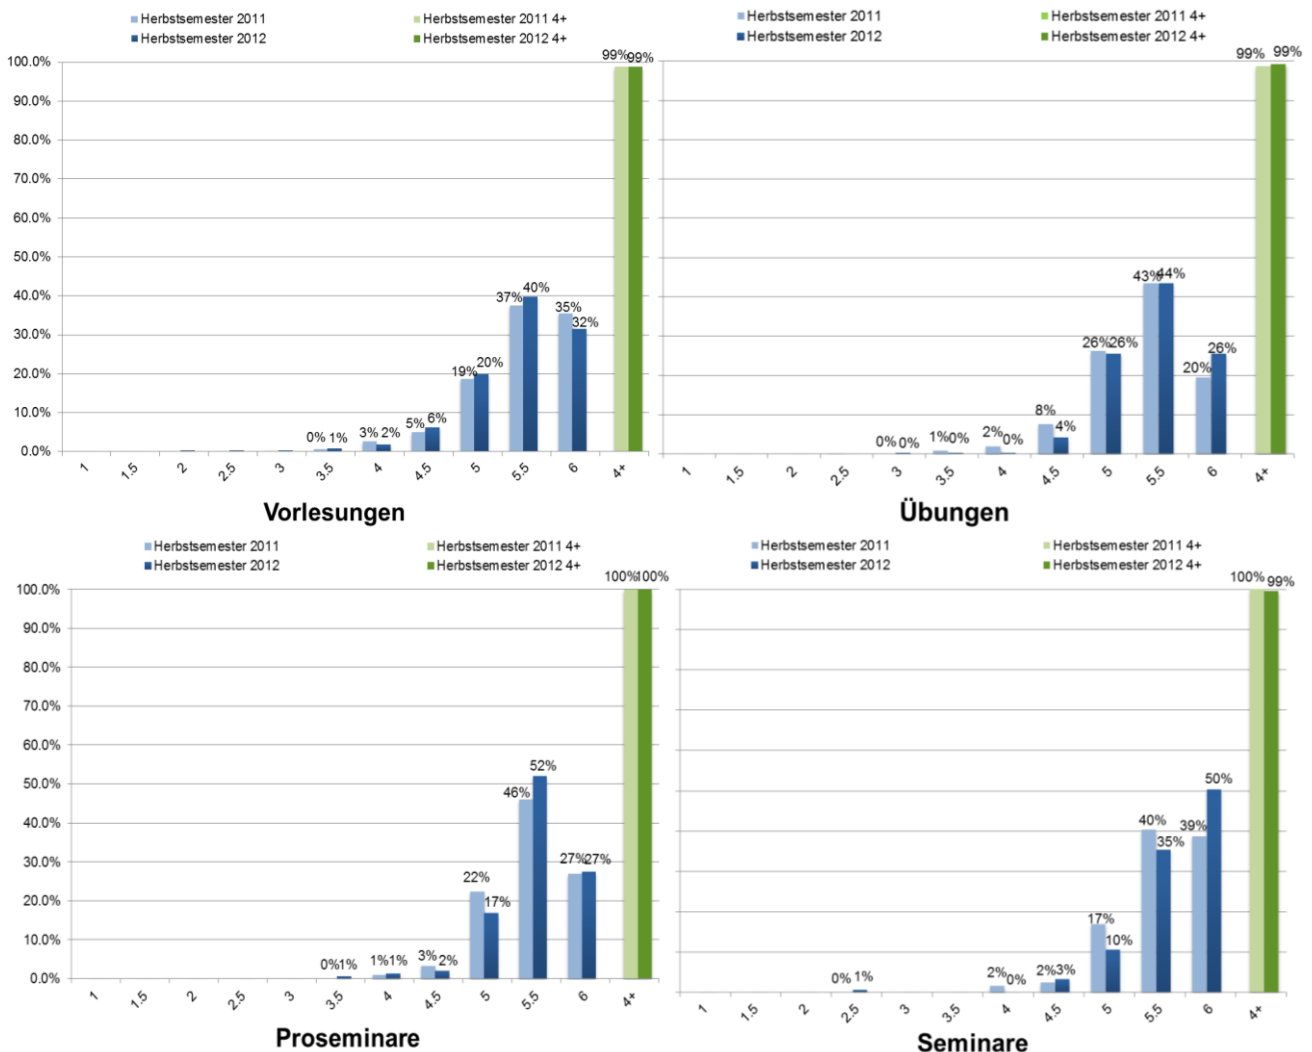 Herbstsemester 2011 Herbstsemester 2011 4+
Herbstsemester 2012 Herbstsemester 2012 4+
99% 99%
100.0%
90.0%
80.0%
70.0%
60.0%
50.0%
40.0%
30.0%
20.0%
10.0%
0.0%
0% 1% 3% 2% 5% 6% 19% 20% 37% 40% 35% 32%
1 1.5 2 2.5 3 3.5 4 4.5 5 5.5 6 4+
Vorlesungen
Herbstsemester 2011 Herbstsemester 2011 4+
Herbstsemester 2012 Herbstsemester 2012 4+
99% 99%
0% 0% 1% 0% 2% 0% 8% 4% 26% 26% 43% 44% 20% 26%
1 1.5 2 2.5 3 3.5 4 4.5 5 5.5 6 4+
Übungen
Herbstsemester 2011 Herbstsemester 2011 4+
Herbstsemester 2012 Herbstsemester 2012 4+
100% 100%
100.0%
90.0%
80.0%
70.0%
60.0%
50.0%
40.0%
30.0%
20.0%
10.0%
0.0%
0% 1% 1% 1% 3% 2% 22% 17% 46% 52% 27% 27%
1 1.5 2 2.5 3 3.5 4 4.5 5 5.5 6 4+
Proseminare
Herbstsemester 2011 Herbstsemester 2011 4+
Herbstsemester 2012 Herbstsemester 2012 4+
100% 99%
0% 1% 2% 0% 2% 3% 17% 10% 40% 35% 39% 50%
1 1.5 2 2.5 3 3.5 4 4.5 5 5.5 6 4+
Seminare